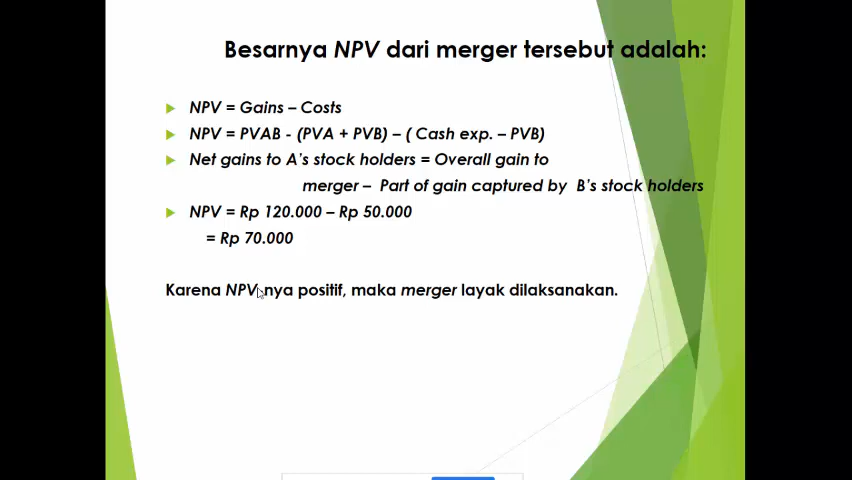 Besarnya NPV dari merger tersebut adalah:
NPV = Gains – Costs
NPV = PVAB - (PVA + PVB) – ( Cash exp. – PVB)
Net gains to A's stock holders = Overall gain to
merger – Part of gain captured by B's stock holders
NPV = Rp 120.000 – Rp 50.000
= Rp 70.000
Karena NPV nya positif, maka merger layak dilaksanakan.